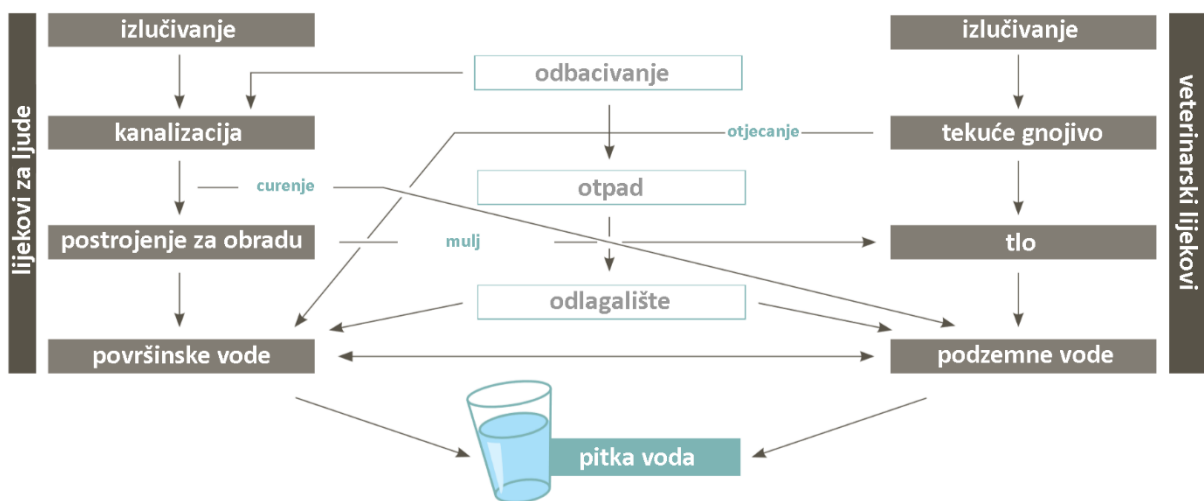 izlučivanje
izlučivanje
odbacivanje
kanalizacija
otjecanje
tekuće gnojivo
curenje
otpad
postrojenje za obradu
mulj
tlo
odlagalište
površinske vode
podzemne vode
pitka voda
lijekovi za ljude
veterinarski lijekovi